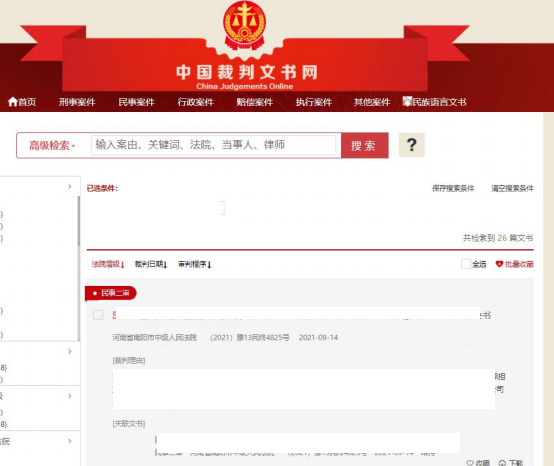 中国裁判文书网
China Judgements Online
首页 刑事案件 民事案件 行政案件 赔偿案件 执行案件 其他案件 民族语言文书
高级检索 输入案由、关键词、法院、当事人、律师 搜索 ?
已选条件: 保存搜索条件 清空搜索条件
共检索到 26 篇文书
法院层级 裁判日期 审判程序 全选 批量收藏
民事二审
河南省南阳市中级人民法院 (2021) 豫13民终4825号 2021-09-14
[裁判理由]
[关联文书]
收藏 下载